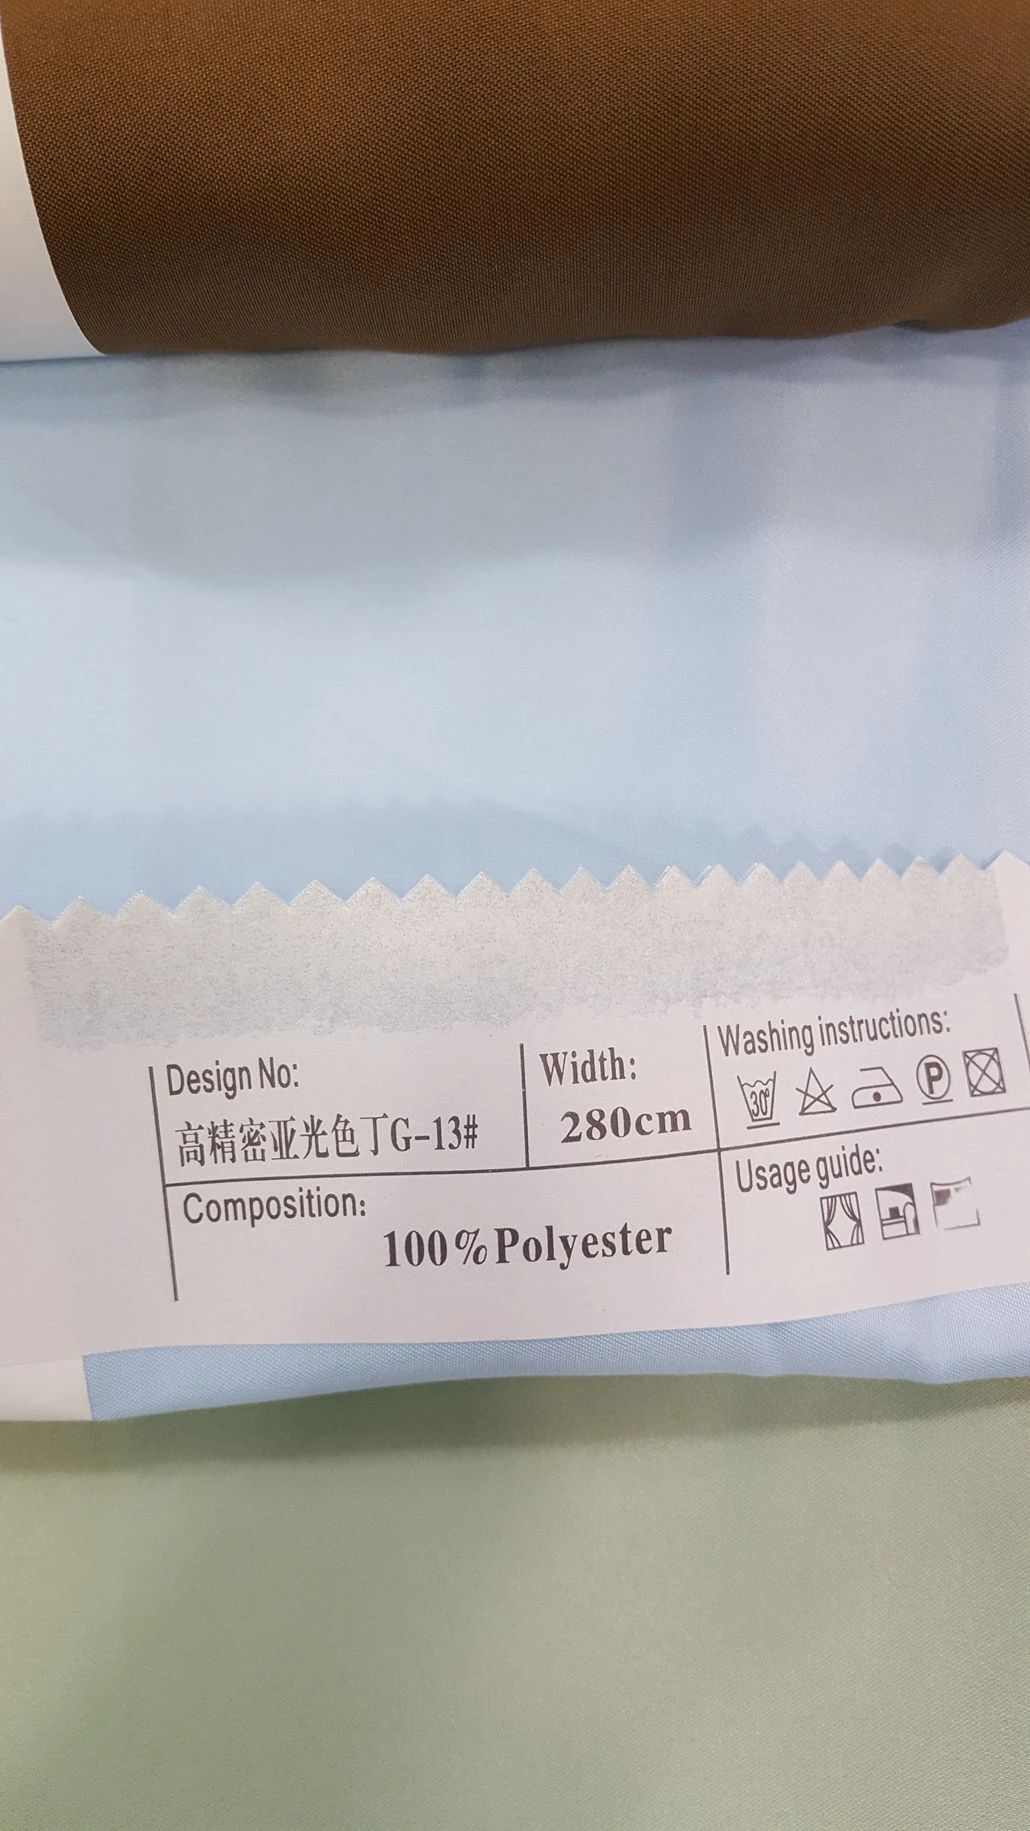 Design No:
高精密亚光色丁G-13#
Width:
280cm
Washing instructions:
30°
P
Composition:
100%Polyester
Usage guide: